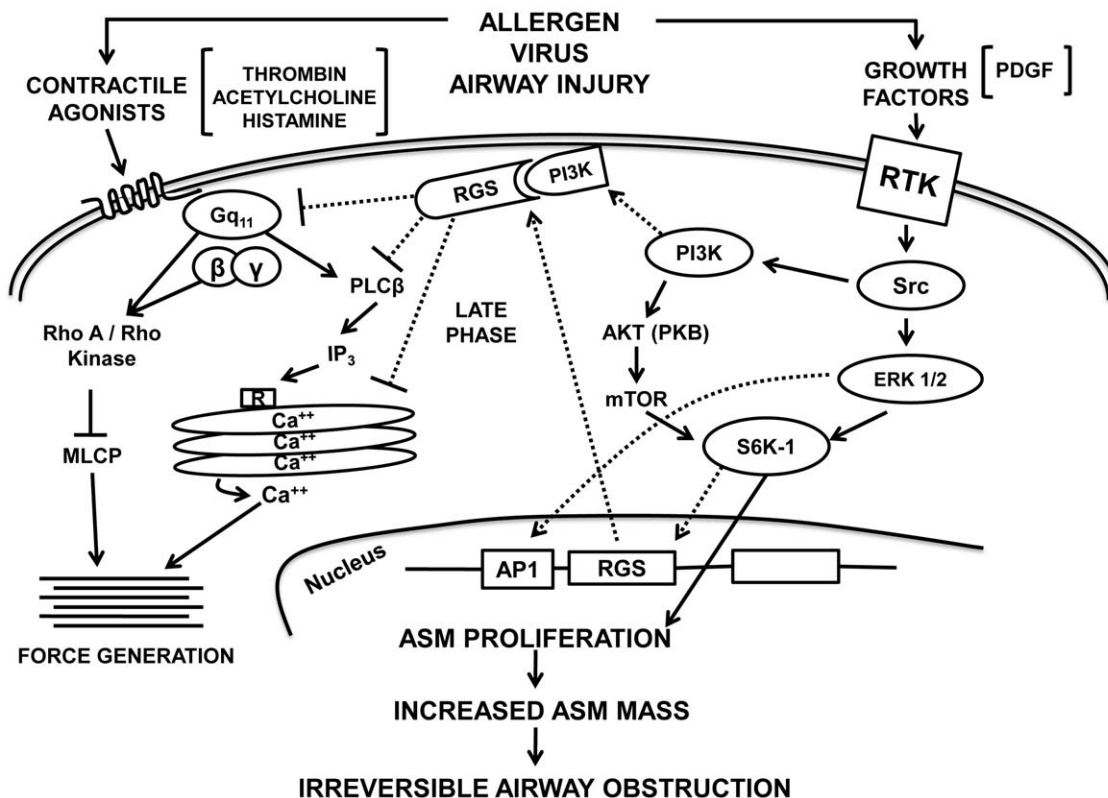 ALLERGEN
VIRUS
AIRWAY INJURY
CONTRACTILE
AGONISTS
THROMBIN
ACETYLCHOLINE
HISTAMINE
GROWTH
FACTORS
PDGF
RTK
RGS
PI3K
Gq₁₁
β γ
PLCβ
PI3K
Src
LATE
PHASE
Rho A / Rho
Kinase
IP₃
AKT (PKB)
ERK 1/2
R
mTOR
Ca⁺⁺
Ca⁺⁺
Ca⁺⁺
MLCP
S6K-1
Ca⁺⁺
Nucleus
AP1
RGS
FORCE GENERATION
ASM PROLIFERATION
INCREASED ASM MASS
IRREVERSIBLE AIRWAY OBSTRUCTION